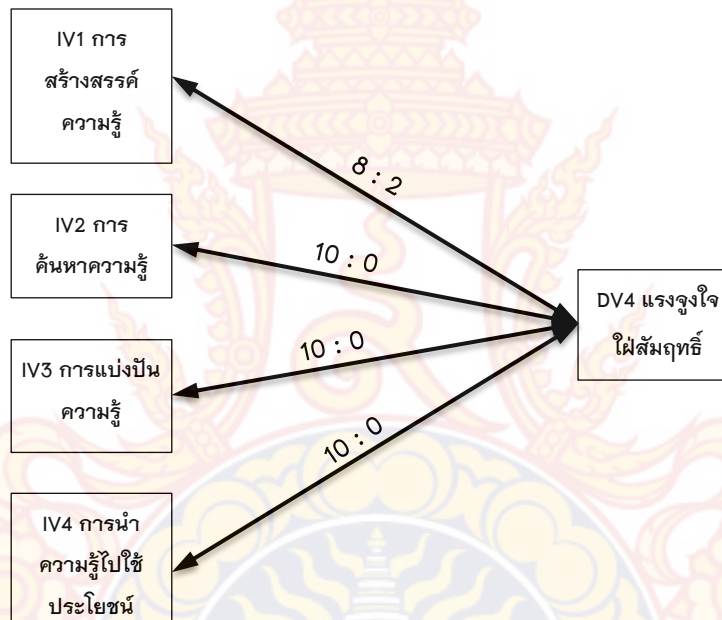 IV1 การ
สร้างสรรค์
ความรู้
8 : 2
IV2 การ
ค้นหาความรู้
10 : 0
DV4 แรงจูงใจ
ใฝ่สัมฤทธิ์
IV3 การแบ่งปัน
ความรู้
10 : 0
IV4 การนำ
ความรู้ไปใช้
ประโยชน์
10 : 0